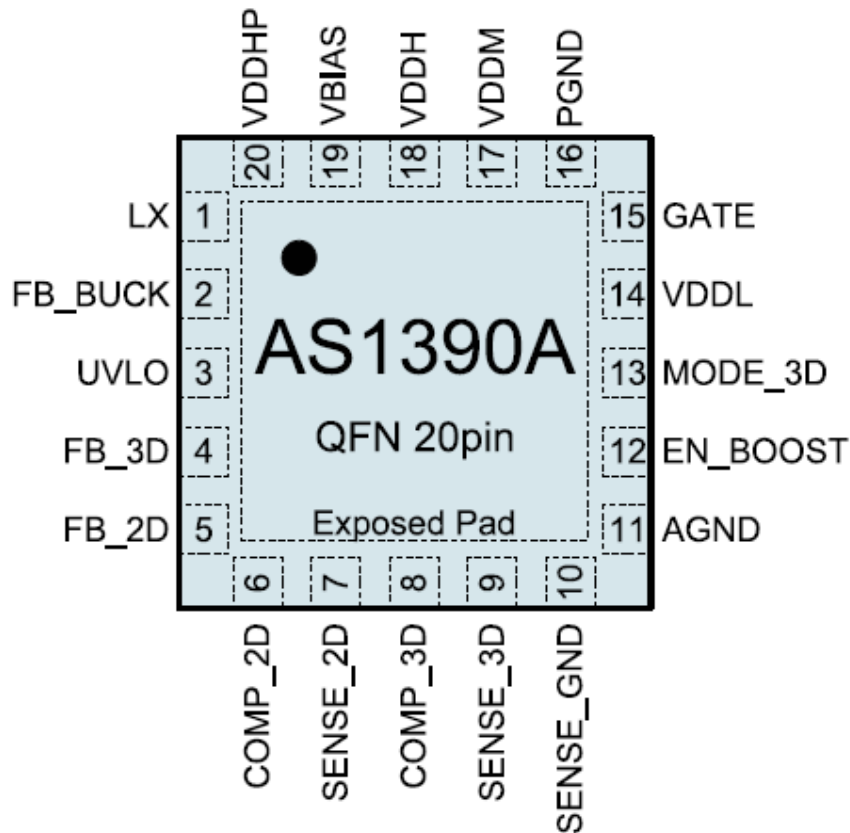 VDDHP
VBIAS
VDDH
VDDM
PGND
20
19
18
17
16
LX 1
15 GATE
FB_BUCK 2
14 VDDL
UVLO 3
13 MODE_3D
FB_3D 4
12 EN_BOOST
FB_2D 5
11 AGND
AS1390A
QFN 20pin
Exposed Pad
6
7
8
9
10
COMP_2D
SENSE_2D
COMP_3D
SENSE_3D
SENSE_GND